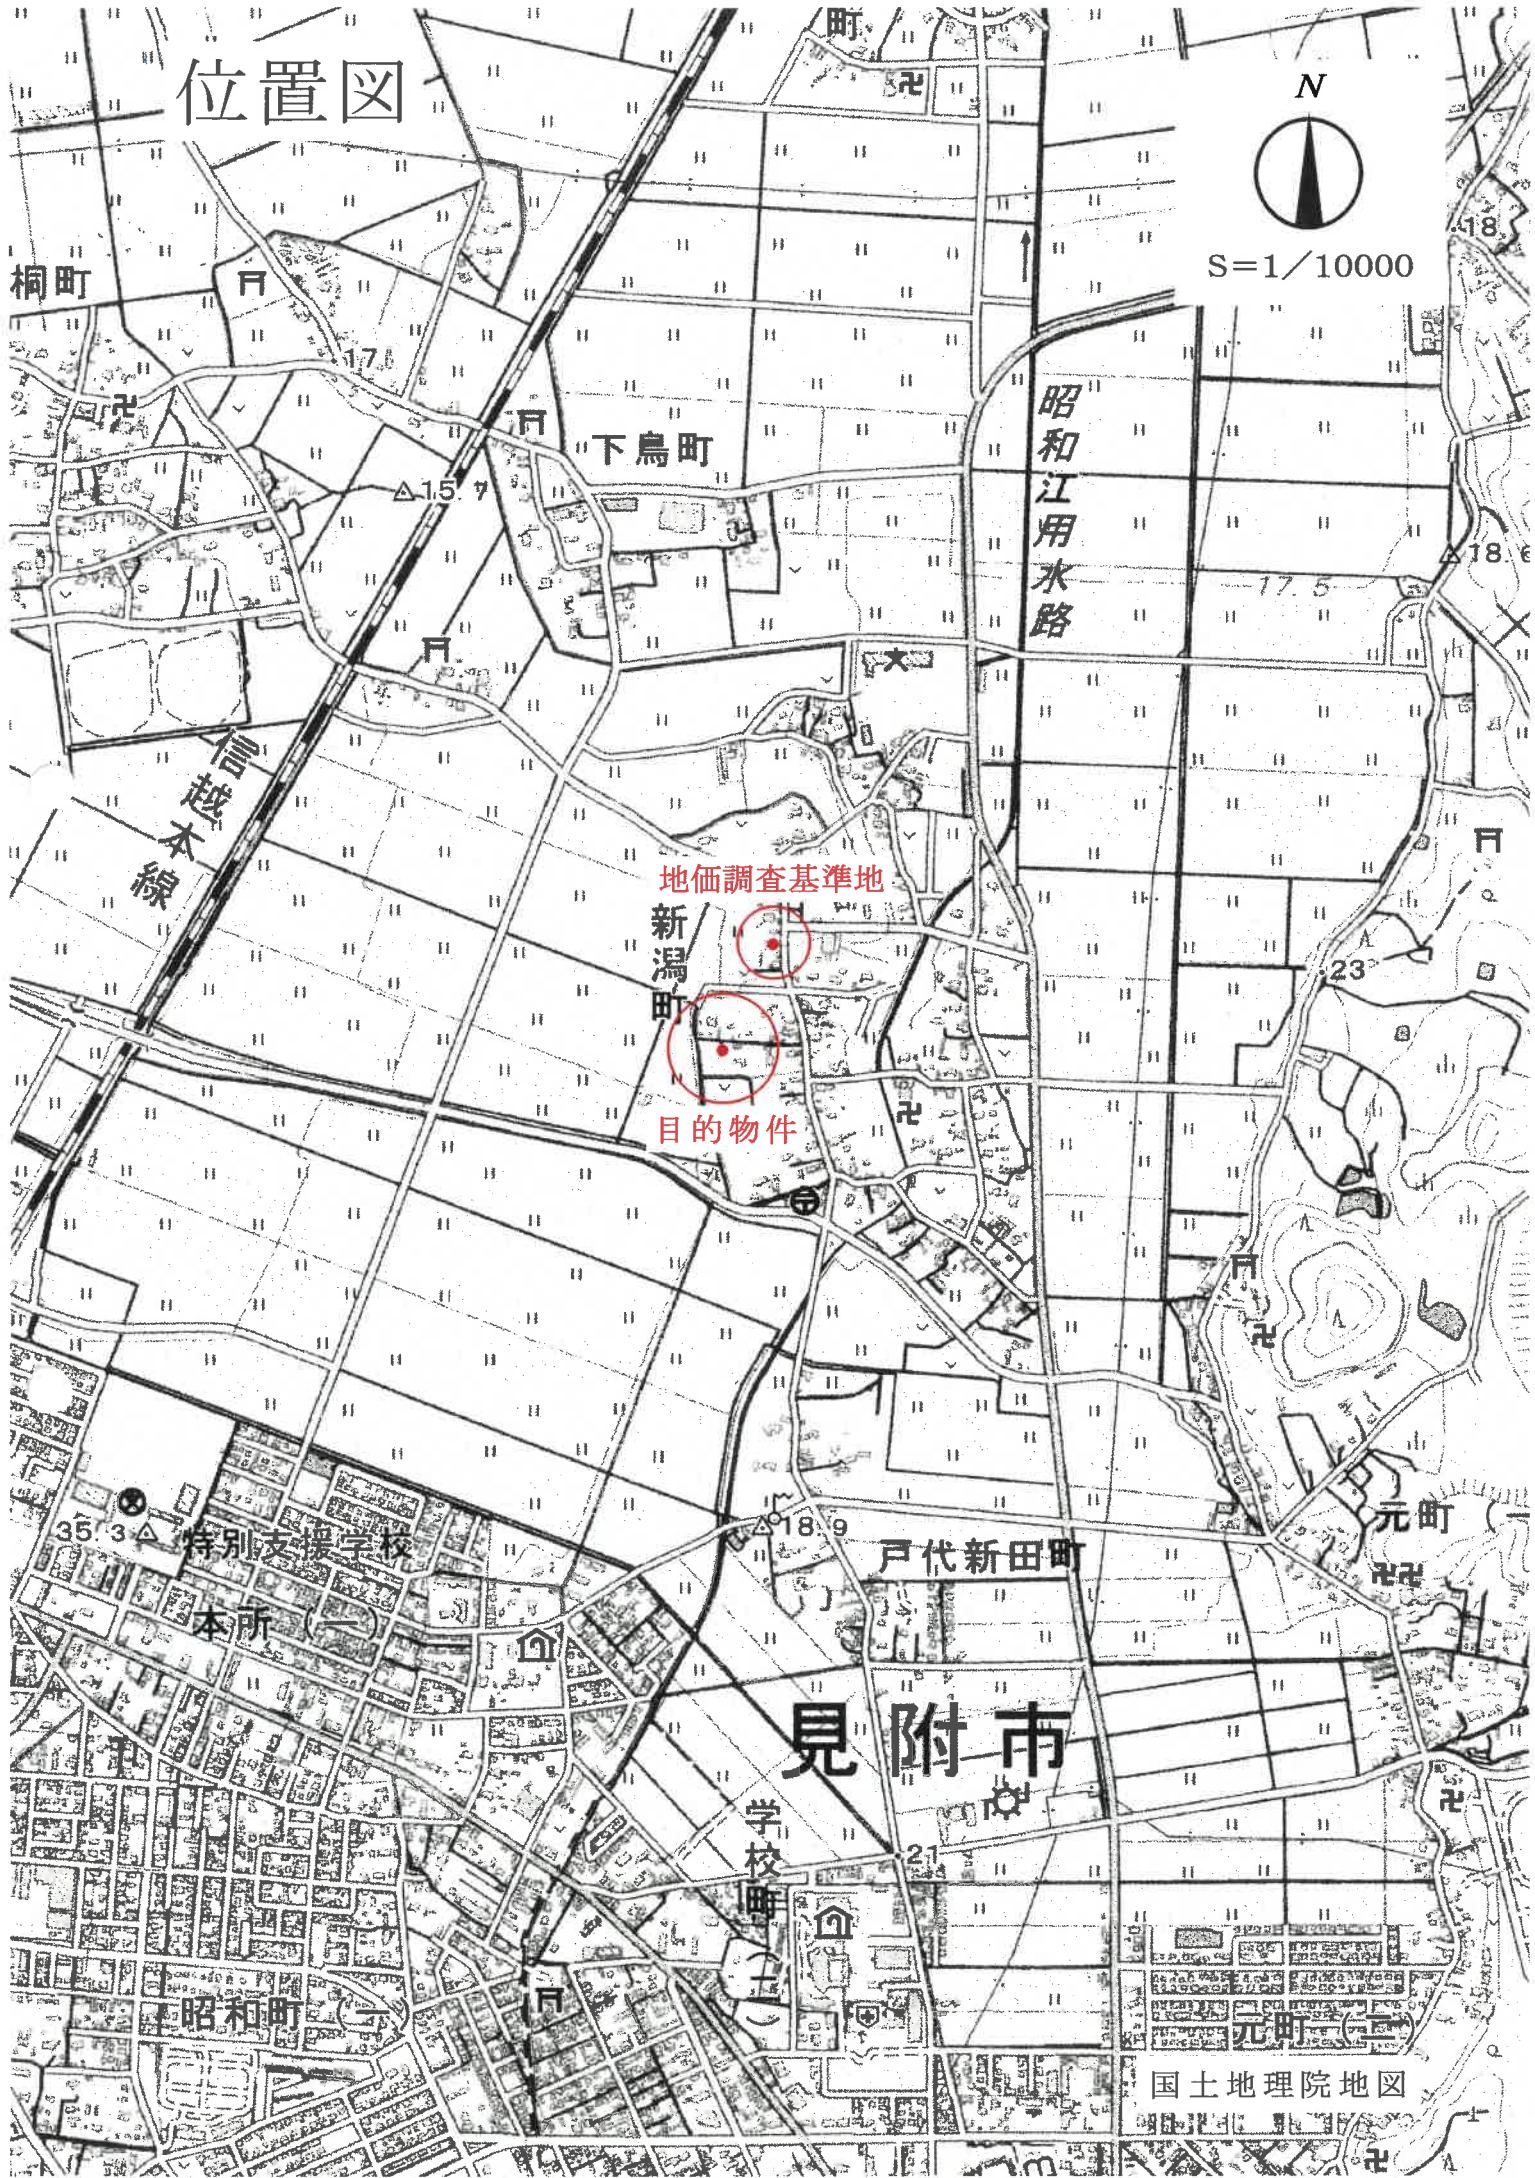 位置図
町
N
S=1/10000
18
桐町
17
下鳥町
15.
昭和江用水路
18.6
17.5
信越本線
地価調査基準地
新潟町
23
目的物件
35.3
特別支援学校
18.9
戸代新田町
元町
本所(一)
見附市
学校町(二)
21
昭和町(一)
元町(二)
国土地理院地図